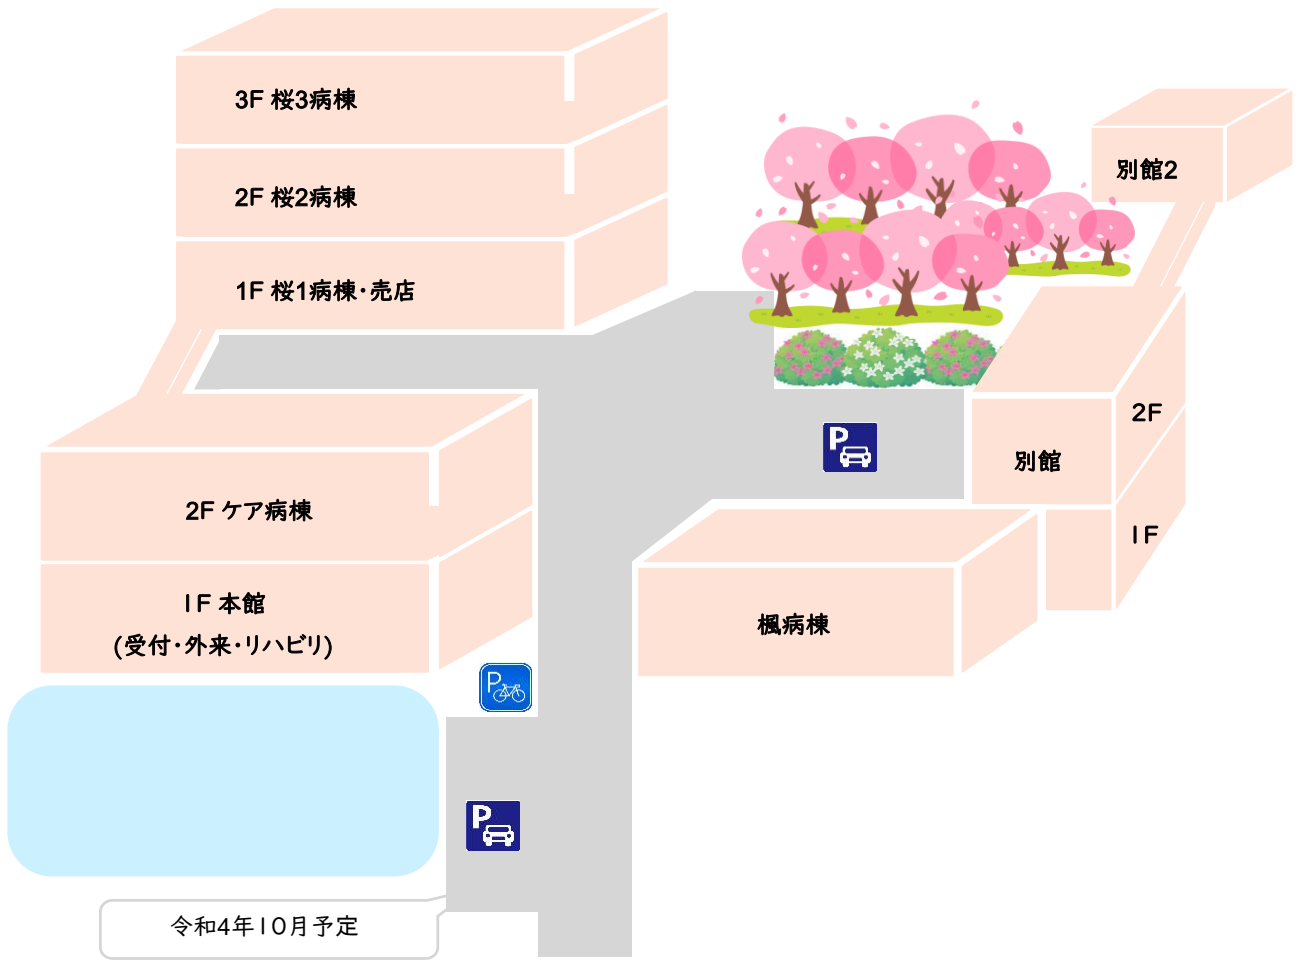 3F 桜3病棟
2F 桜2病棟
1F 桜1病棟・売店
別館2
2F
別館
1F
P
2F ケア病棟
1F 本館
(受付・外来・リハビリ)
楓病棟
P
P
令和4年10月予定